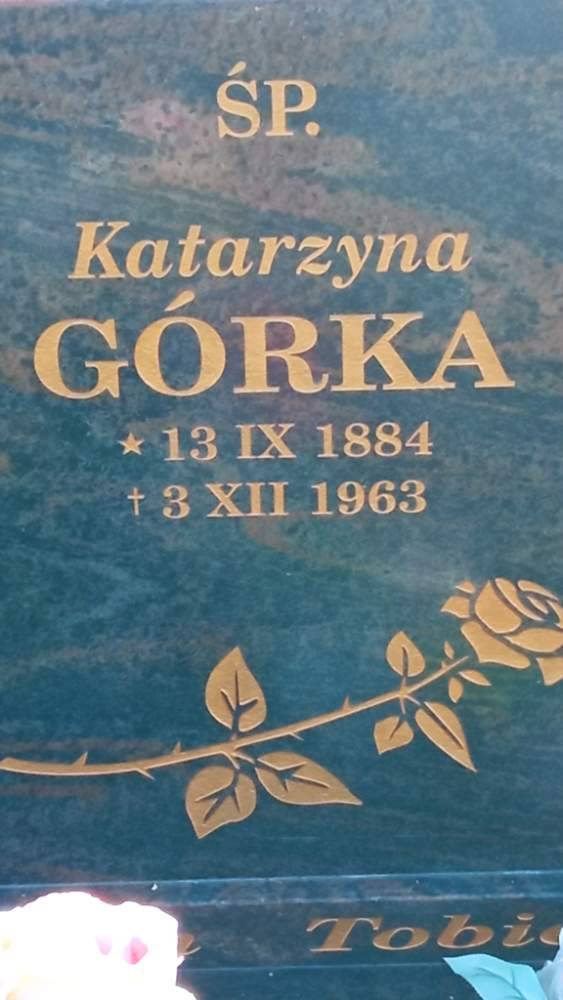 ŚP.
Katarzyna
GÓRKA
★ 13 IX 1884
† 3 XII 1963